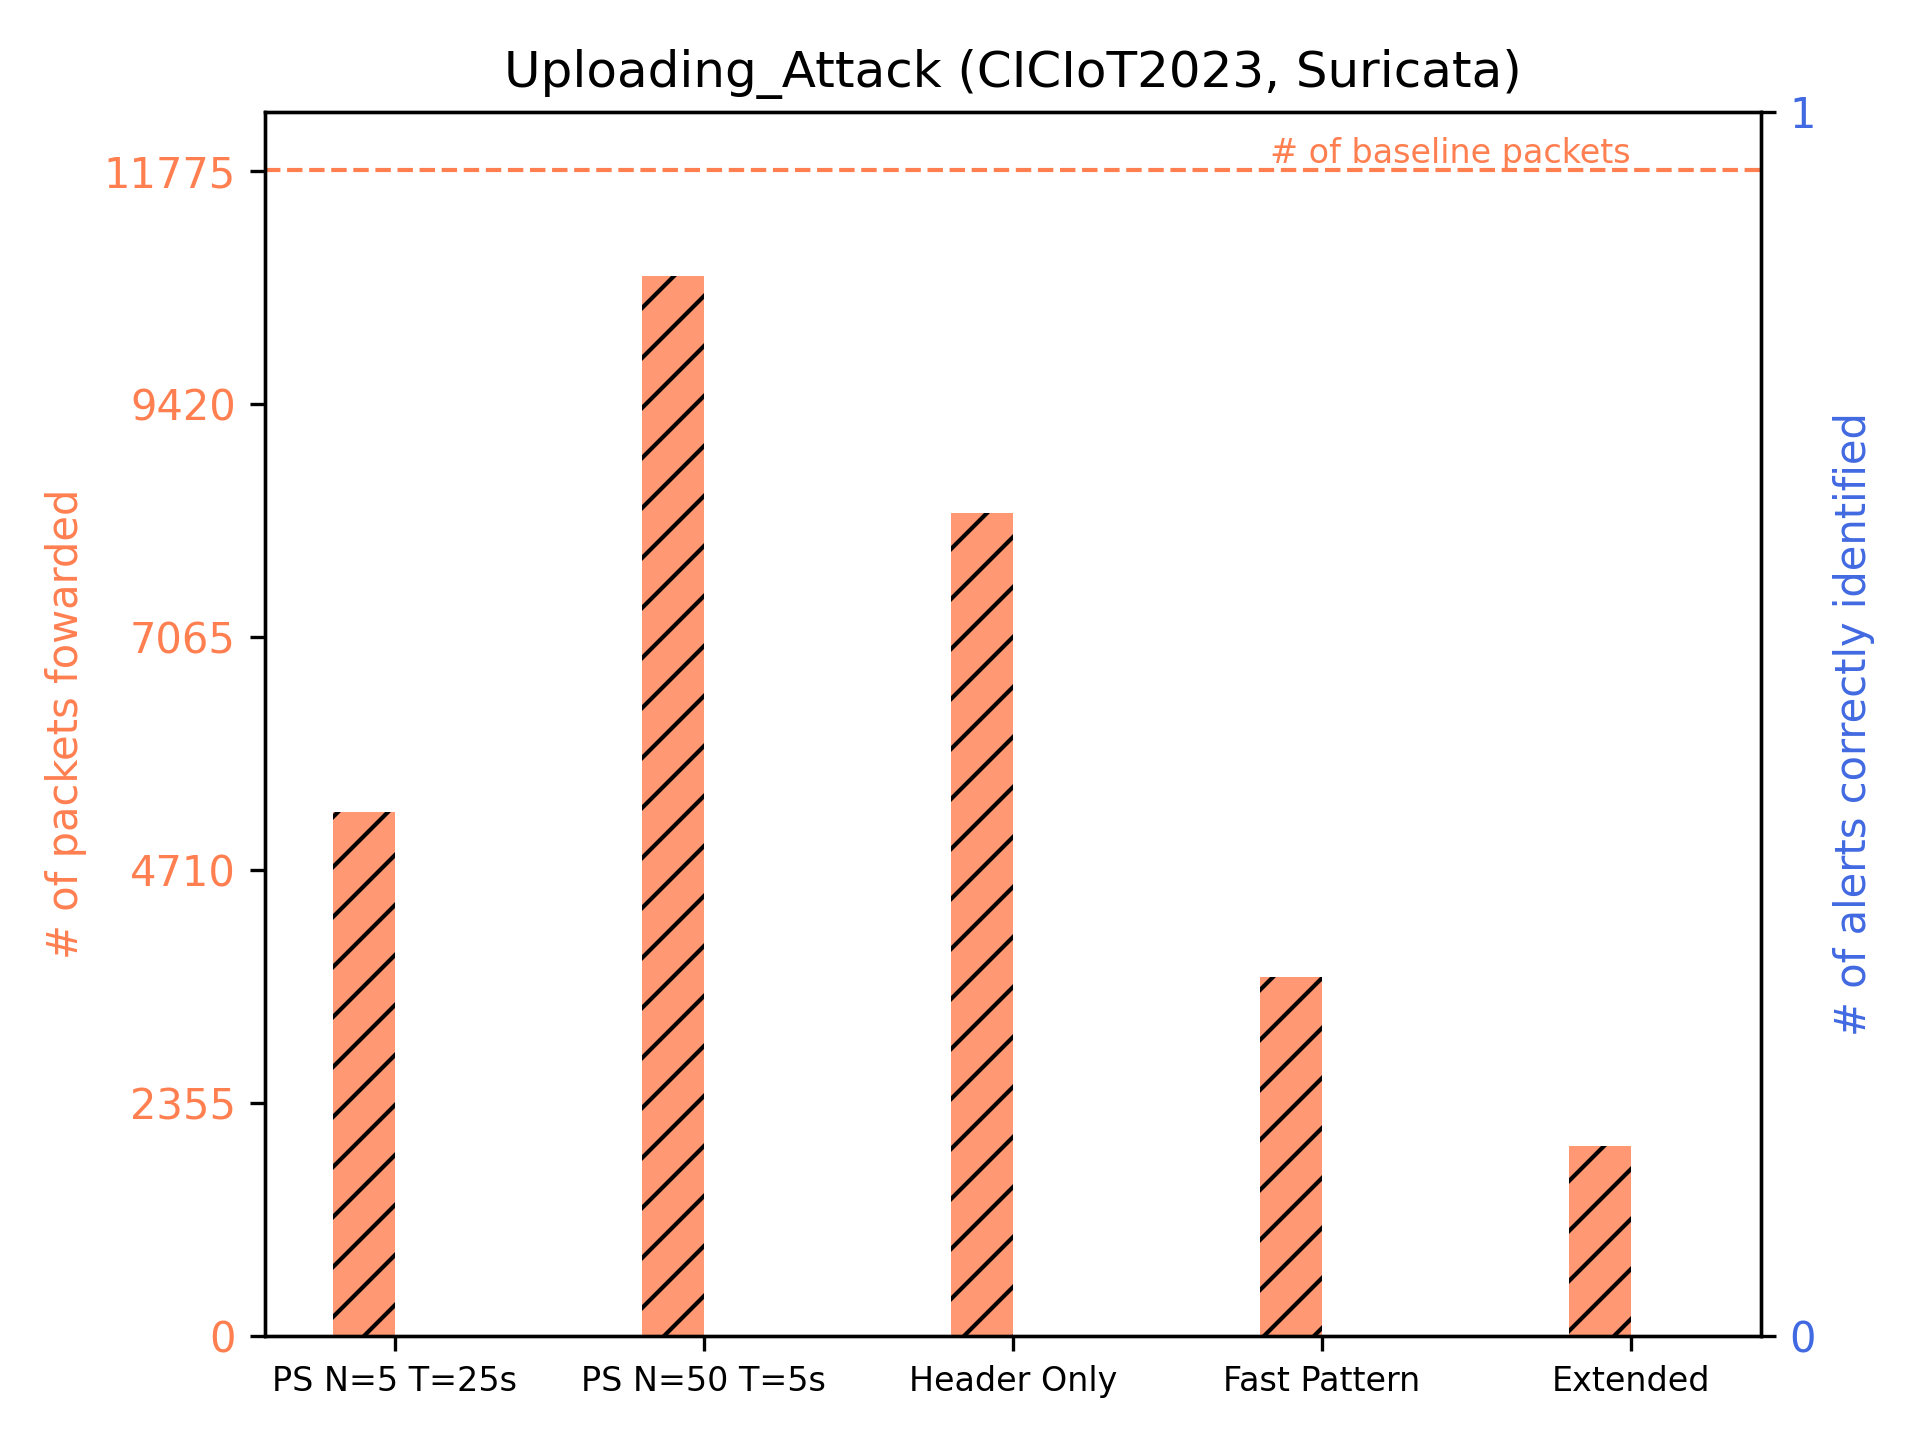 Uploading_Attack (CICIoT2023, Suricata)
# of packets fowarded
11775
9420
7065
4710
2355
0
# of baseline packets
1
0
# of alerts correctly identified
PS N=5 T=25s
PS N=50 T=5s
Header Only
Fast Pattern
Extended